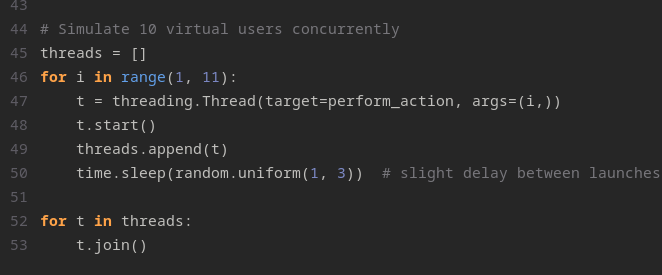 43
44 # Simulate 10 virtual users concurrently
45 threads = []
46 for i in range(1, 11):
47     t = threading.Thread(target=perform_action, args=(i,))
48     t.start()
49     threads.append(t)
50     time.sleep(random.uniform(1, 3))  # slight delay between launches
51
52 for t in threads:
53     t.join()